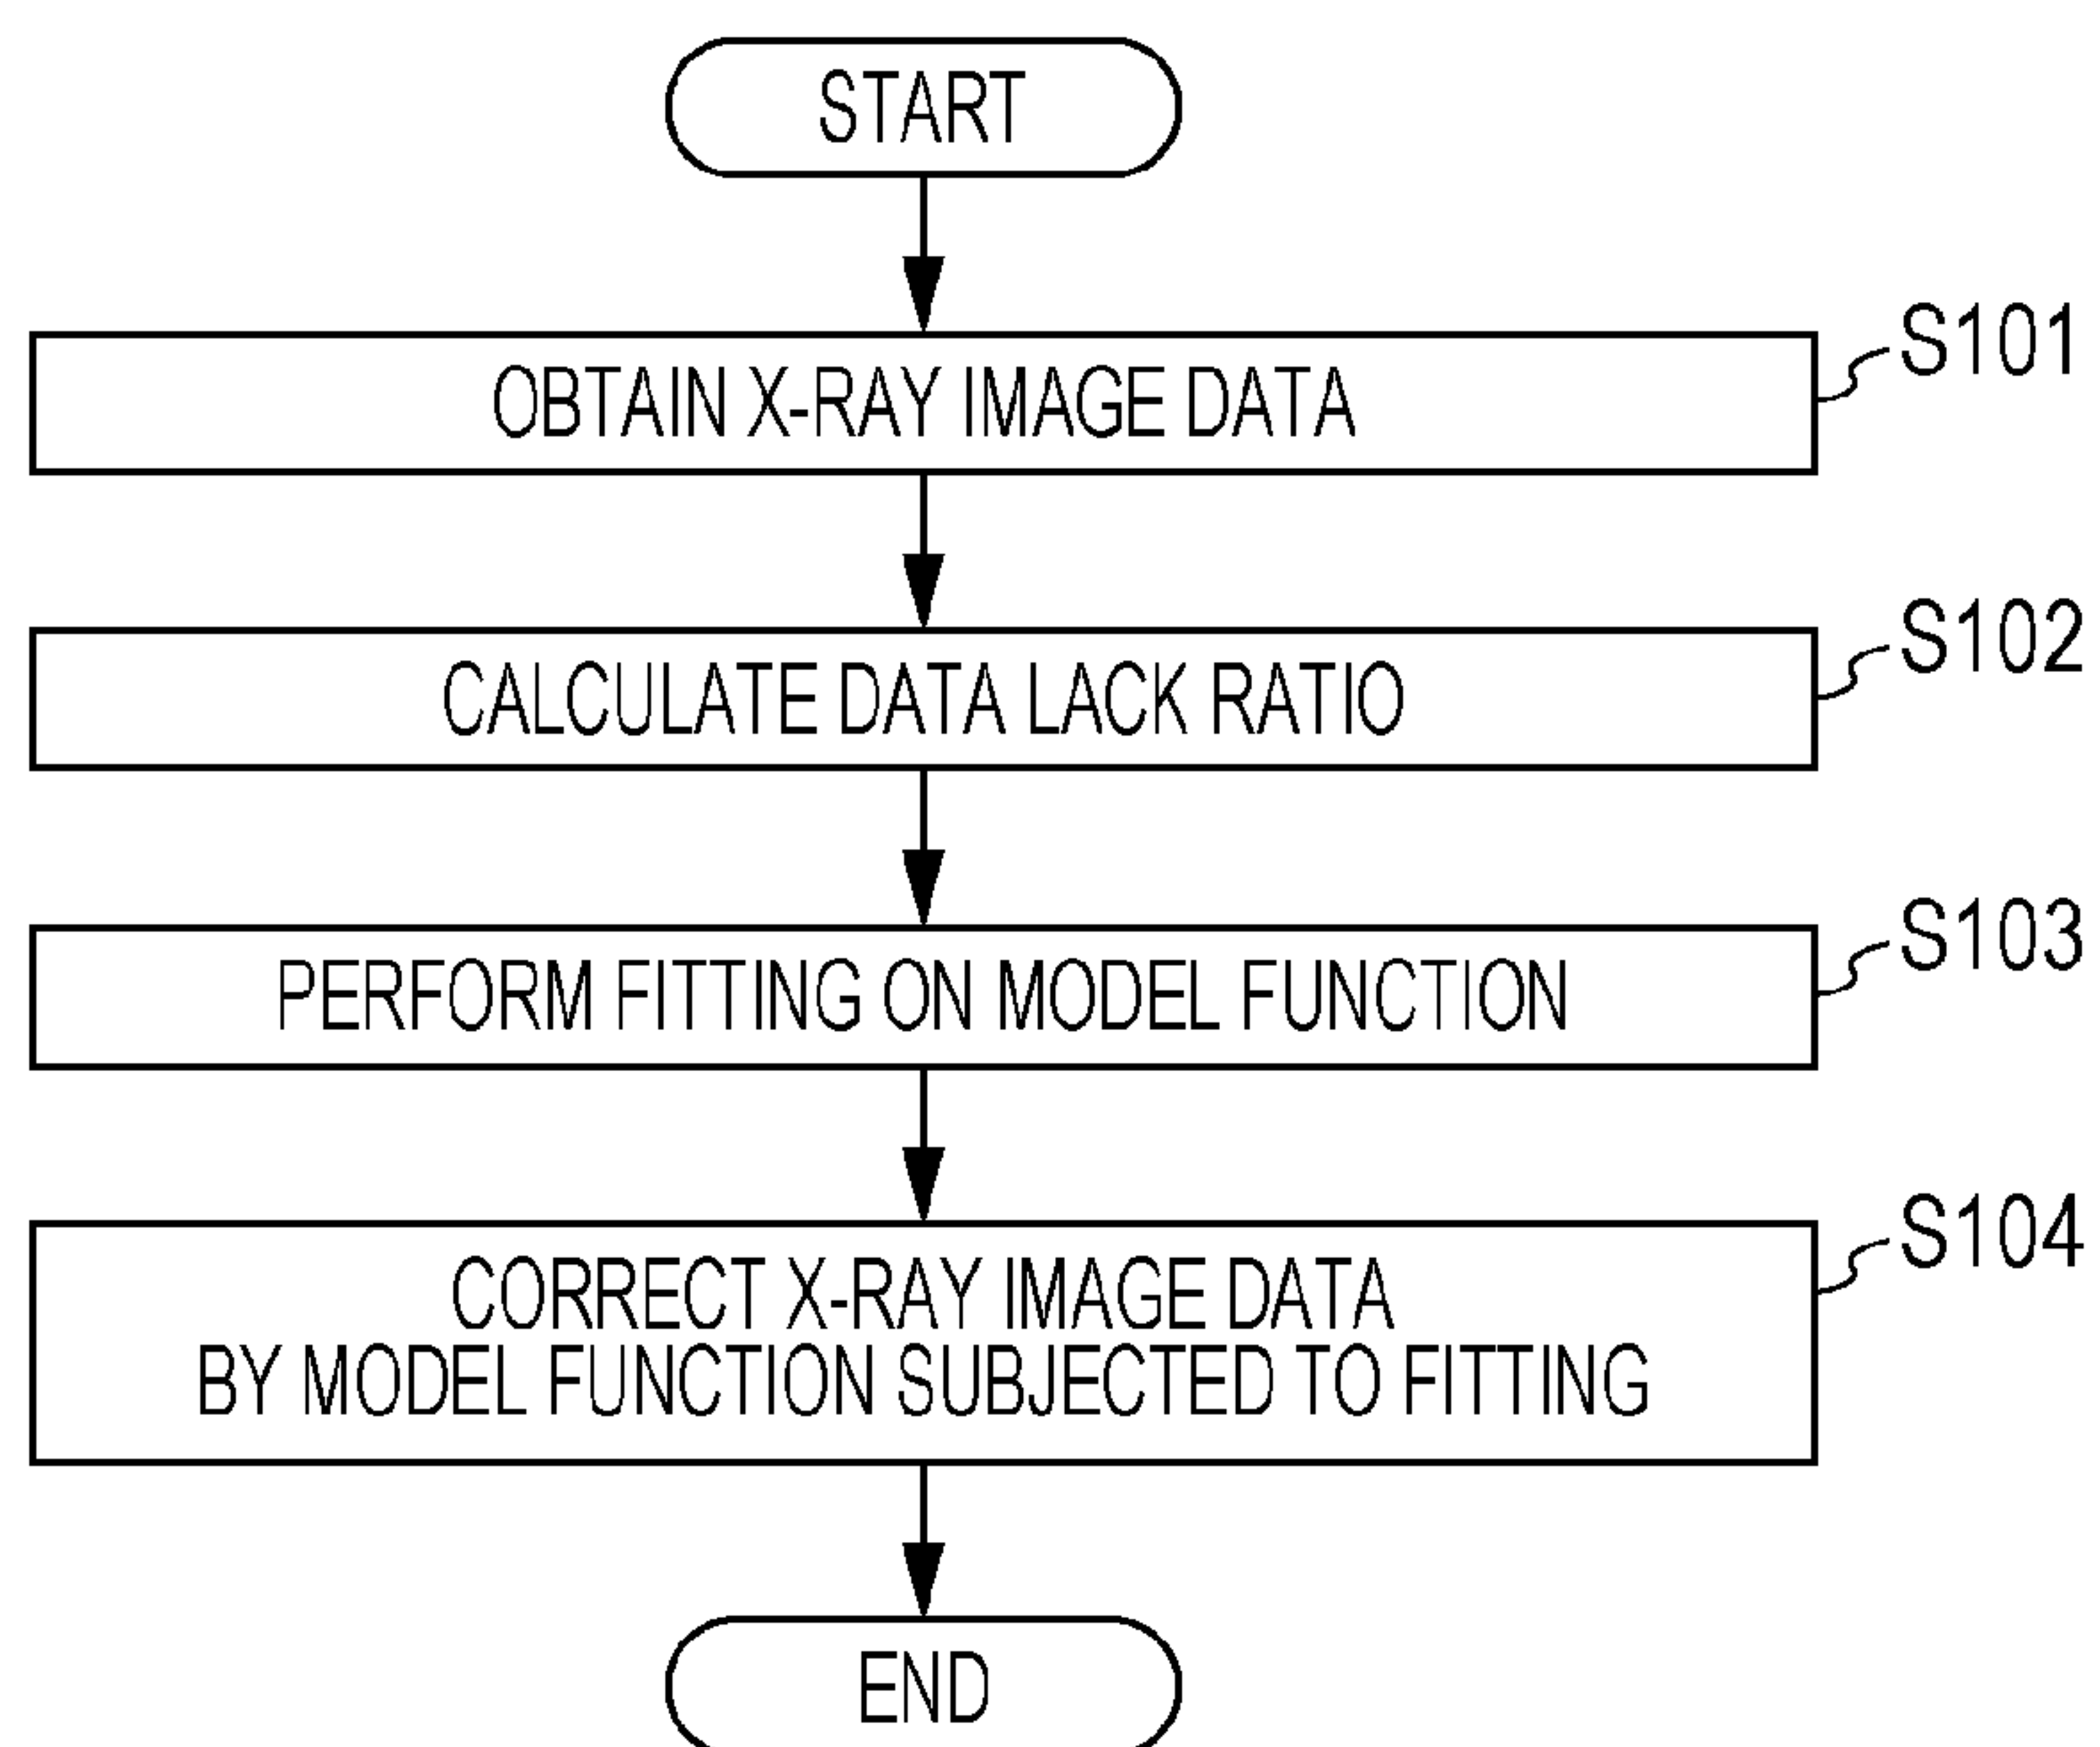 START
OBTAIN X-RAY IMAGE DATA
S101
CALCULATE DATA LACK RATIO
S102
PERFORM FITTING ON MODEL FUNCTION
S103
CORRECT X-RAY IMAGE DATA
BY MODEL FUNCTION SUBJECTED TO FITTING
S104
END